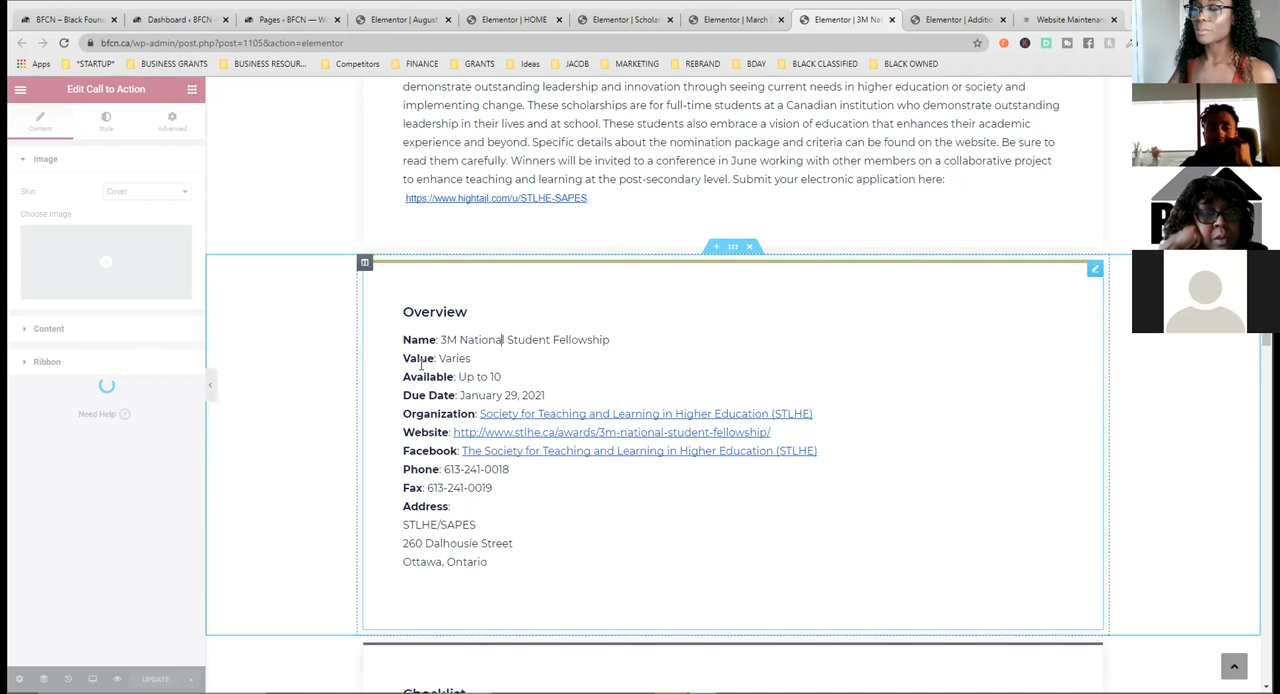 BFCN – Black Foun
Dashboard ‹ BFCN –
Pages ‹ BFCN — Wo
Elementor | August
Elementor | HOME
Elementor | Scholar
Elementor | March
Elementor | 3M Nat
Elementor | Additio
Website Maintenan
bfcn.ca/wp-admin/post.php?post=1105&action=elementor
Apps
*STARTUP*
BUSINESS GRANTS
BUSINESS RESOUR...
Competitors
FINANCE
GRANTS
Ideas
JACOB
MARKETING
REBRAND
BDAY
BLACK CLASSIFIED
BLACK OWNED
Edit Call to Action
Content
Style
Advanced
Image
Skin
Cover
Choose Image
Content
Ribbon
Need Help
UPDATE
demonstrate outstanding leadership and innovation through seeing current needs in higher education or society and
implementing change. These scholarships are for full-time students at a Canadian institution who demonstrate outstanding
leadership in their lives and at school. These students also embrace a vision of education that enhances their academic
experience and beyond. Specific details about the nomination package and criteria can be found on the website. Be sure to
read them carefully. Winners will be invited to a conference in June working with other members on a collaborative project
to enhance teaching and learning at the post-secondary level. Submit your electronic application here:
https://www.hightail.com/u/STLHE-SAPES.
Overview
Name: 3M National Student Fellowship
Value: Varies
Available: Up to 10
Due Date: January 29, 2021
Organization: Society for Teaching and Learning in Higher Education (STLHE)
Website: http://www.stlhe.ca/awards/3m-national-student-fellowship/
Facebook: The Society for Teaching and Learning in Higher Education (STLHE)
Phone: 613-241-0018
Fax: 613-241-0019
Address:
STLHE/SAPES
260 Dalhousie Street
Ottawa, Ontario
Checklist